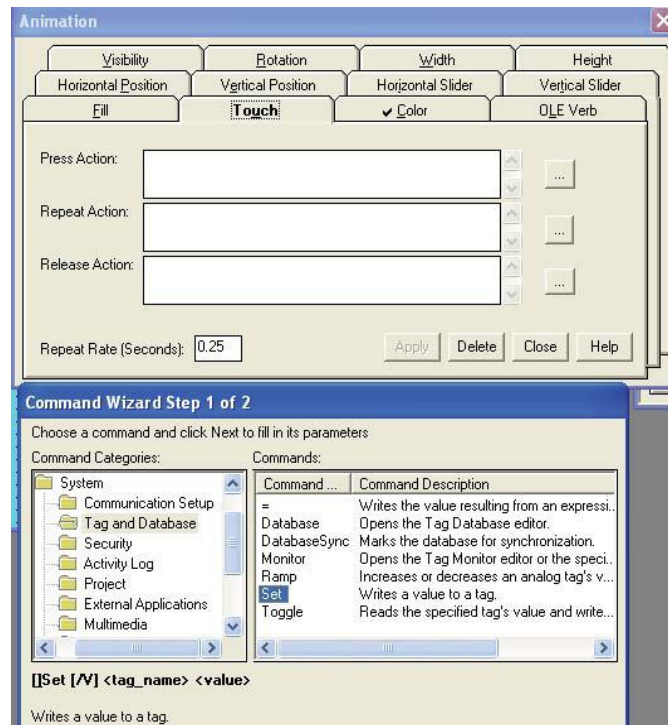 Animation
Visibility Rotation Width Height
Horizontal Position Vertical Position Horizontal Slider Vertical Slider
Fill Touch Color OLE Verb
Press Action:
...
Repeat Action:
...
Release Action:
...
Repeat Rate (Seconds): 0.25 Apply Delete Close Help
Command Wizard Step 1 of 2
Choose a command and click Next to fill in its parameters
Command Categories: Commands:
System
Communication Setup
Tag and Database
Security
Activity Log
Project
External Applications
Multimedia
Command ... Command Description
= Writes the value resulting from an expressi..
Database Opens the Tag Database editor.
DatabaseSync Marks the database for synchronization.
Monitor Opens the Tag Monitor editor or the speci..
Ramp Increases or decreases an analog tag's v...
Set Writes a value to a tag.
Toggle Reads the specified tag's value and write...
[]Set [/V] <tag_name> <value>
Writes a value to a tag.